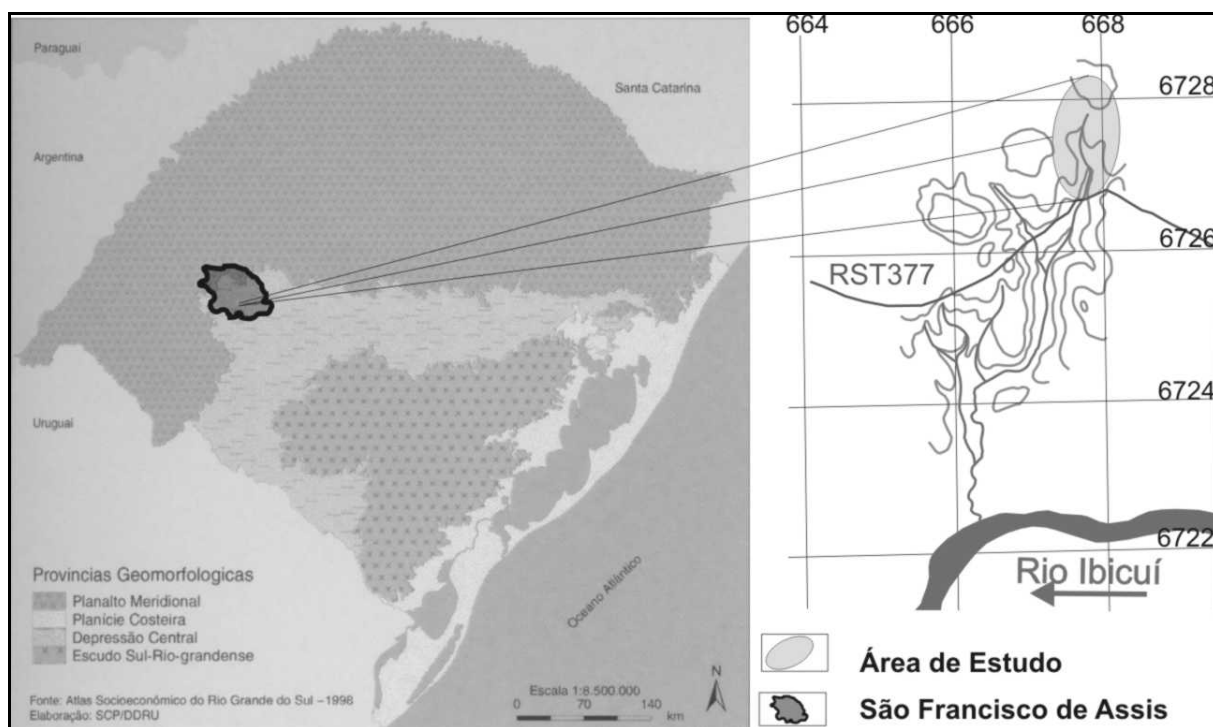 Paraguai
Argentina
Uruguai
Santa Catarina
Oceano Atlântico
Provincias Geomorfologicas
Planalto Meridional
Planície Costeira
Depressão Central
Escudo Sul-Rio-grandense
Fonte: Atlas Socioeconômico do Rio Grande do Sul – 1998
Elaboração: SCP/DDRU
Escala 1:8.500.000
0 70 140
km
N
664 666 668
6728
6726
6724
6722
RST377
Rio Ibicuí
Área de Estudo
São Francisco de Assis